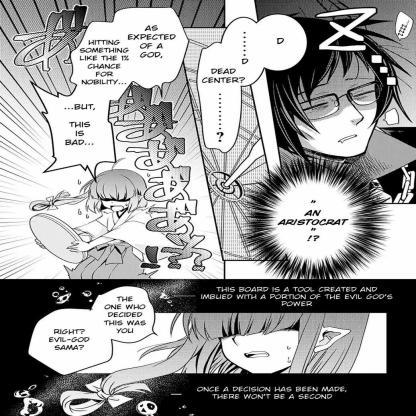 D
DEAD
CENTER?
?
"
AN
ARISTOCRAT
"
!?
AS
EXPECTED
OF A
GOD,
HITTING
SOMETHING
LIKE THE 1%
CHANCE
FOR
NOBILITY...
...BUT,
THIS
IS
BAD...
THIS BOARD IS A TOOL CREATED AND
IMBUED WITH A PORTION OF THE EVIL GOD'S
POWER
THE
ONE WHO
DECIDED
THIS WAS
YOU
RIGHT?
EVIL-GOD
SAMA?
ONCE A DECISION HAS BEEN MADE,
THERE WON'T BE A SECOND